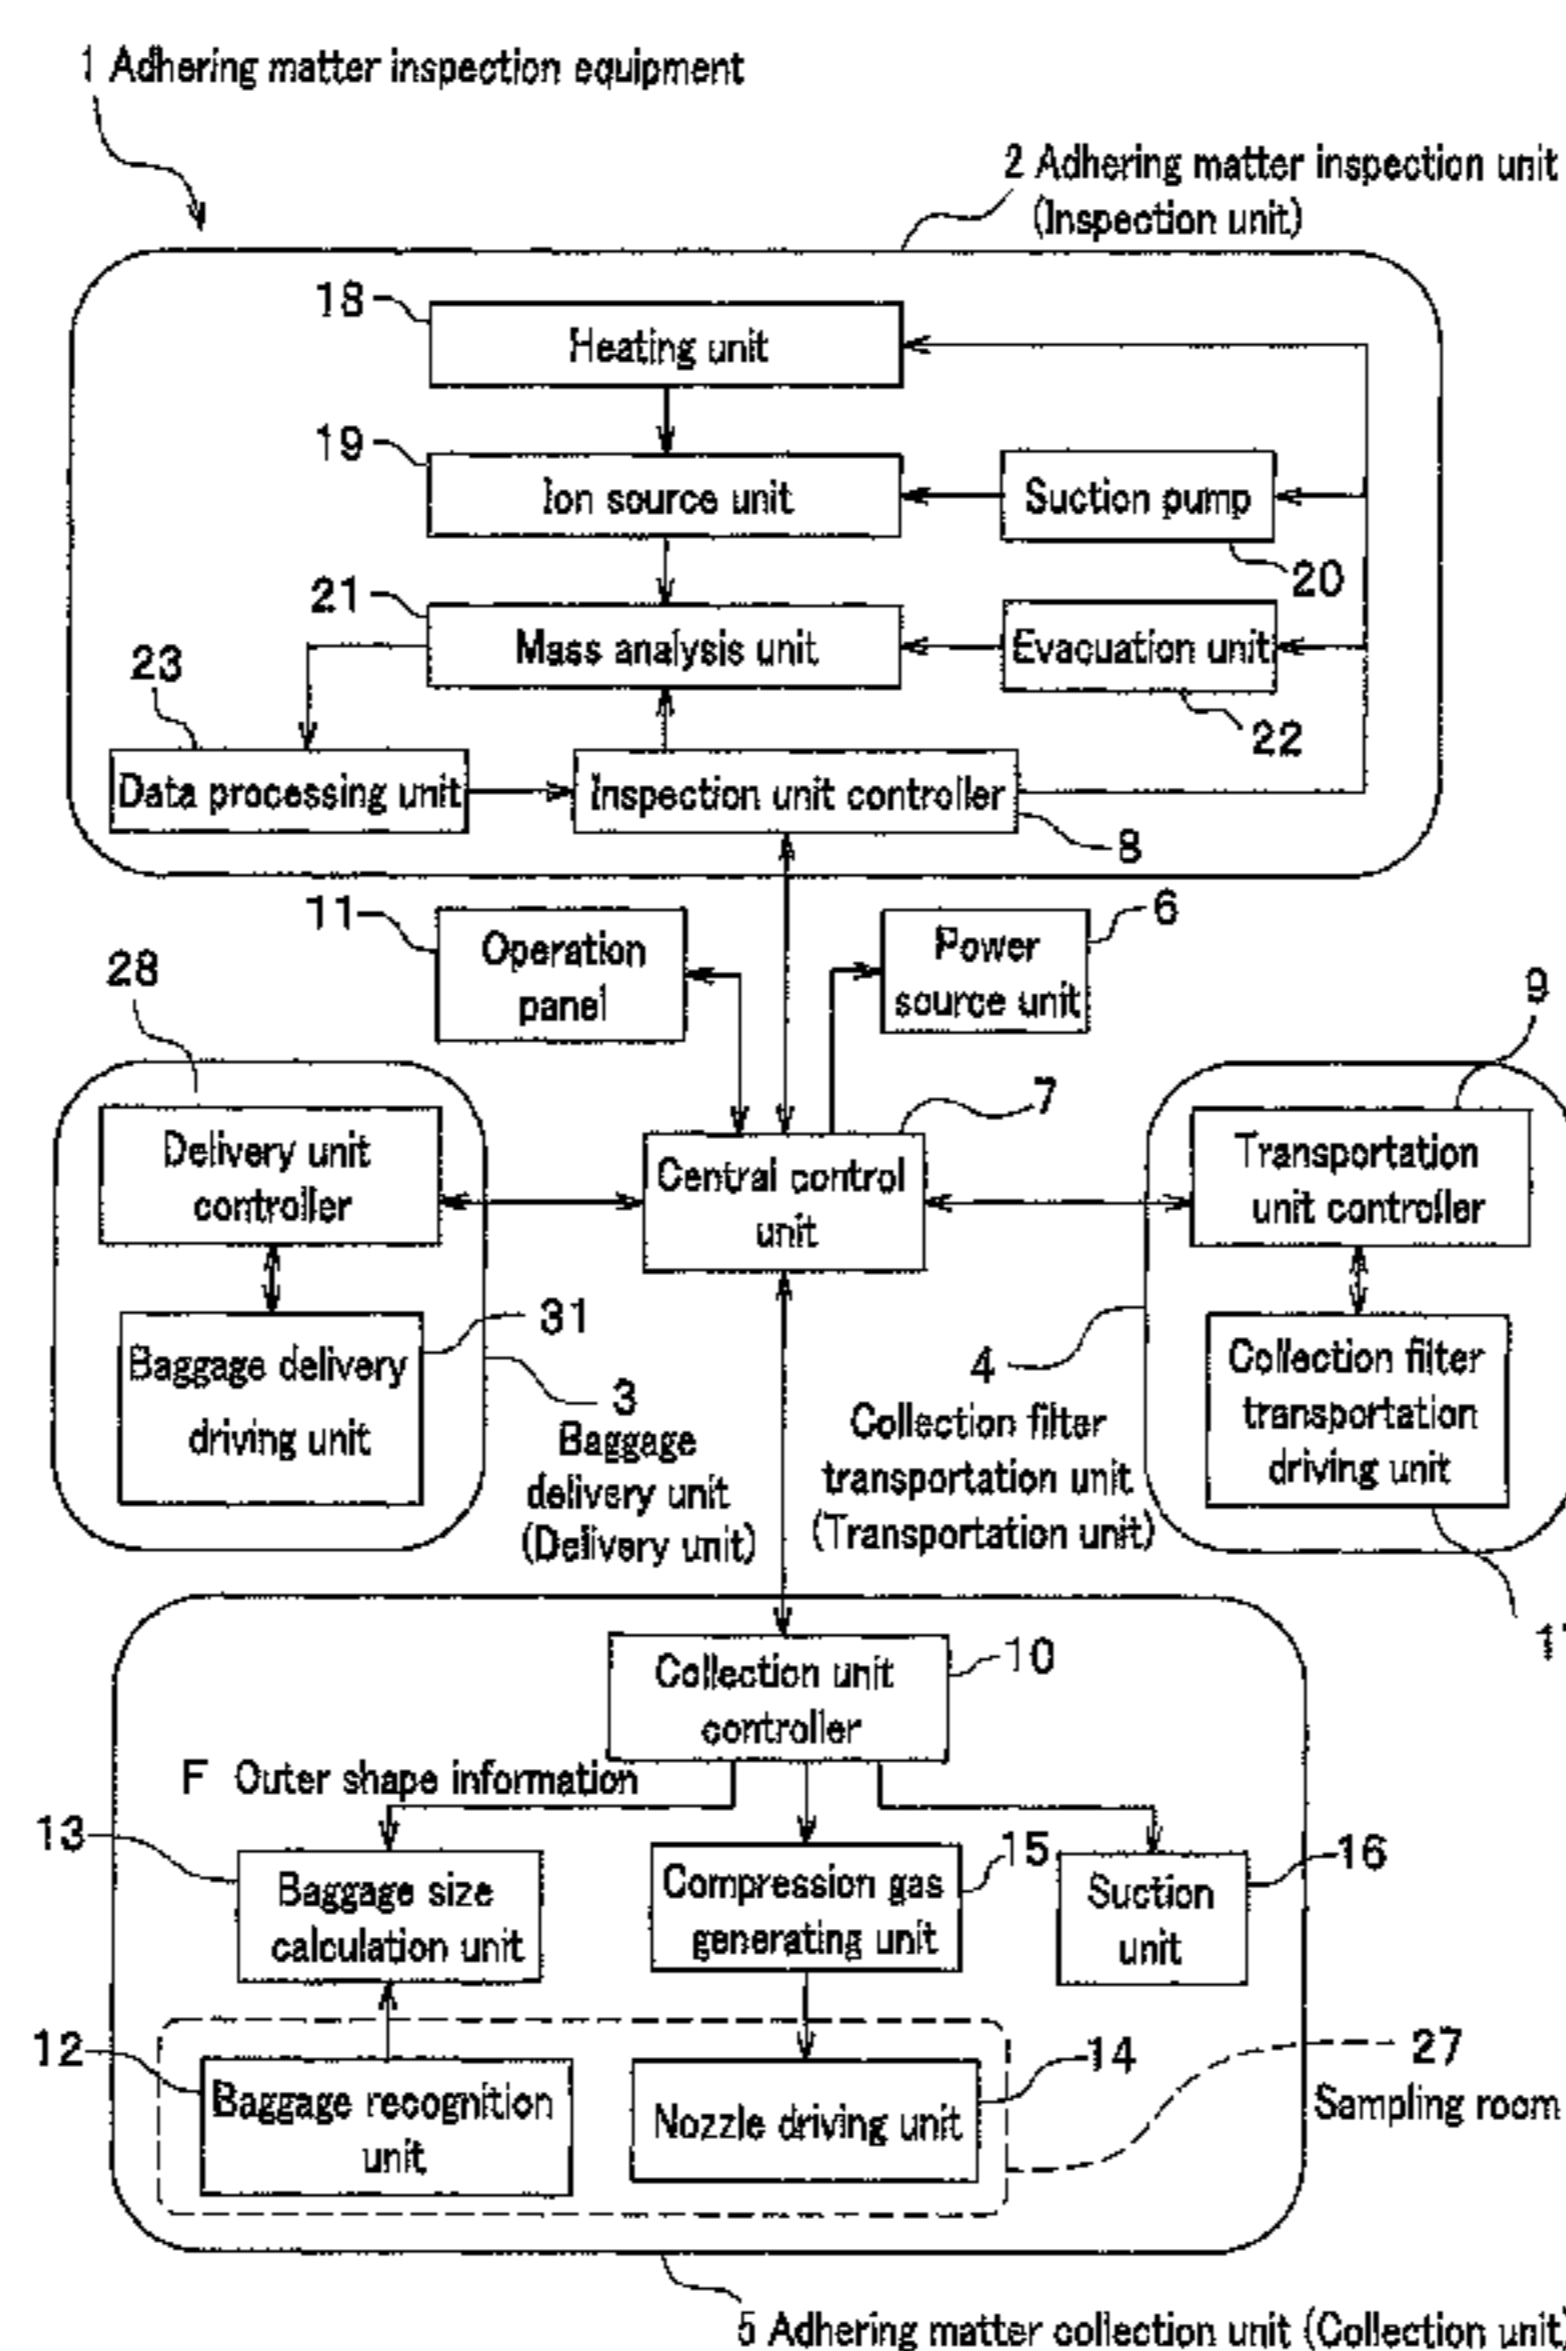 1 Adhering matter inspection equipment
2 Adhering matter inspection unit
(Inspection unit)
18
Heating unit
19
Ion source unit
Suction pump
20
21
Mass analysis unit
Evacuation unit
22
23
Data processing unit
Inspection unit controller
8
11
Operation
panel
6
Power
source unit
28
Delivery unit
controller
7
Central control
unit
9
Transportation
unit controller
31
Baggage delivery
driving unit
3
Baggage
delivery unit
(Delivery unit)
4
Collection filter
transportation unit
(Transportation unit)
Collection filter
transportation
driving unit
10
Collection unit
controller
F Outer shape information
13
Baggage size
calculation unit
15
Compression gas
generating unit
16
Suction
unit
12
Baggage recognition
unit
14
Nozzle driving unit
27
Sampling room
5 Adhering matter collection unit (Collection unit)